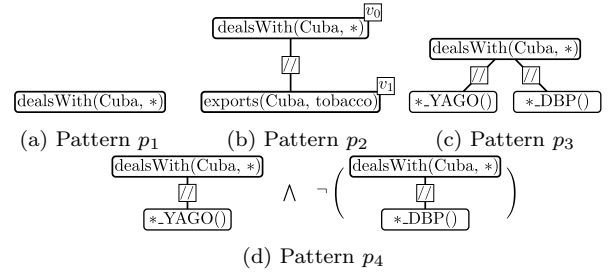 dealsWith(Cuba, *) v0
//
dealsWith(Cuba, *) exports(Cuba, tobacco) v1
(a) Pattern p1 (b) Pattern p2
dealsWith(Cuba, *)
// //
*_YAGO() *_DBP()
(c) Pattern p3
dealsWith(Cuba, *) ∧ ¬ ( dealsWith(Cuba, *) )
// //
*_YAGO() *_DBP()
(d) Pattern p4